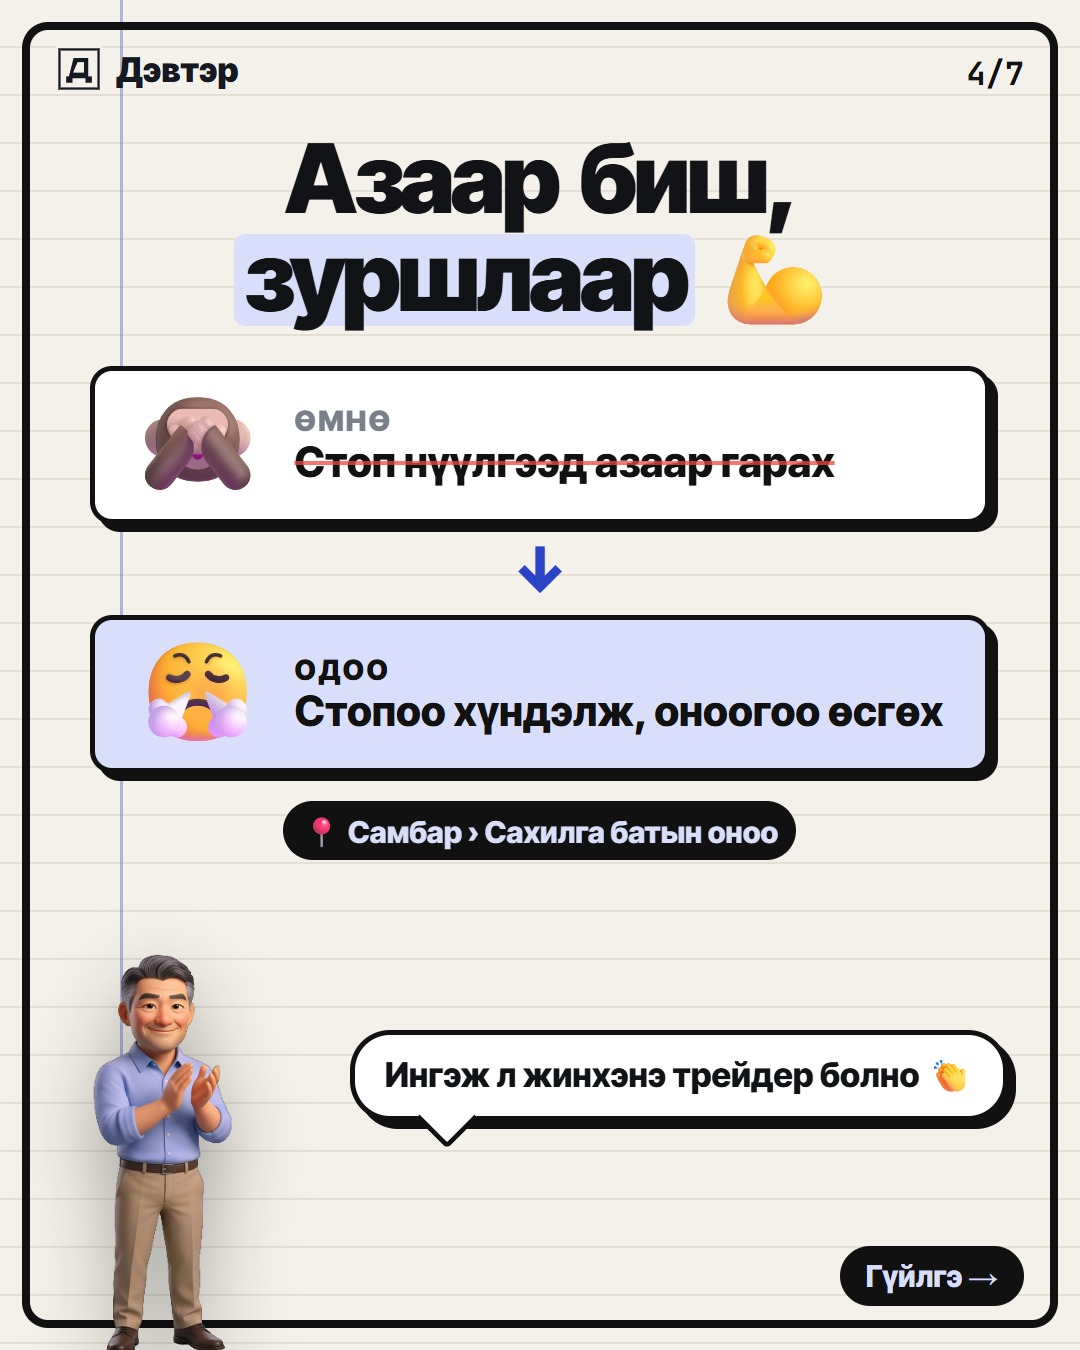 Д Дэвтэр
4/7
Азаар биш,
зуршлаар
өмнө
Стоп нүүлгээд азаар гарах
одоо
Стопоо хүндэлж, оноогоо өсгөх
Самбар › Сахилга батын оноо
Ингэж л жинхэнэ трейдер болно
Гүйлгэ →